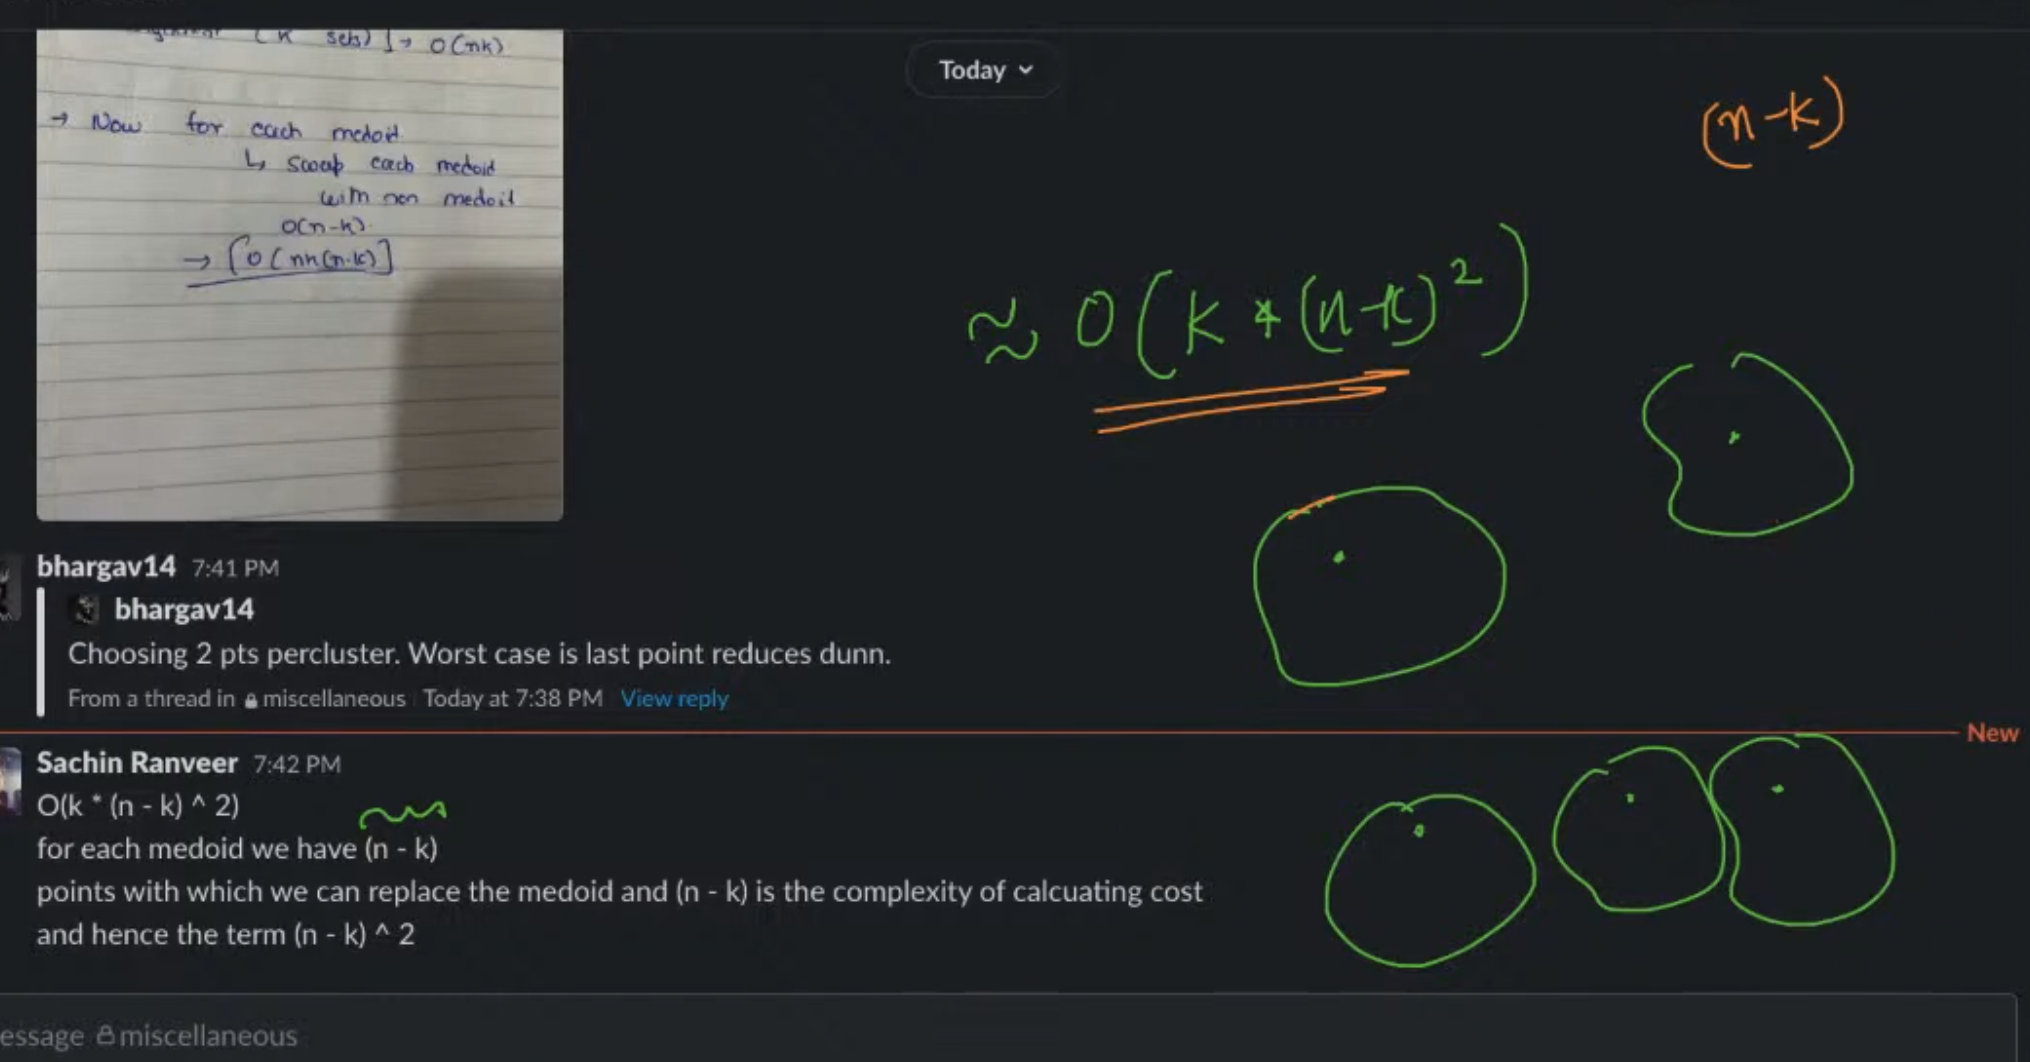 ( K sets) ] → O(nk)
→ Now for each medoid
↳ swap each medoid
with non medoid
O(n-k).
→ [O(nk(n-k)]
Today
(n-k)
≈ O(k * (n-k)²)
bhargav14 7:41 PM
bhargav14
Choosing 2 pts percluster. Worst case is last point reduces dunn.
From a thread in miscellaneous Today at 7:38 PM View reply
New
Sachin Ranveer 7:42 PM
O(k * (n - k) ^ 2)
for each medoid we have (n - k)
points with which we can replace the medoid and (n - k) is the complexity of calcuating cost
and hence the term (n - k) ^ 2
essage miscellaneous